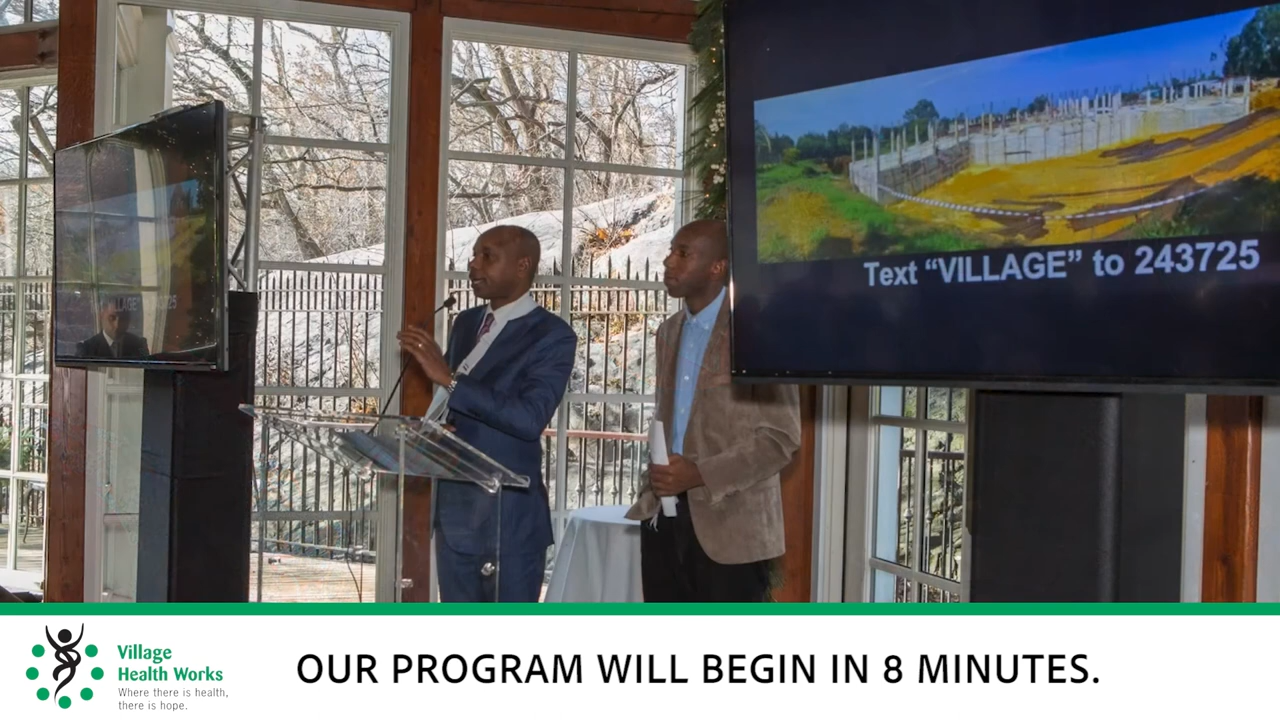 Text “VILLAGE” to 243725
Village
Health Works
Where there is health,
there is hope.
OUR PROGRAM WILL BEGIN IN 8 MINUTES.